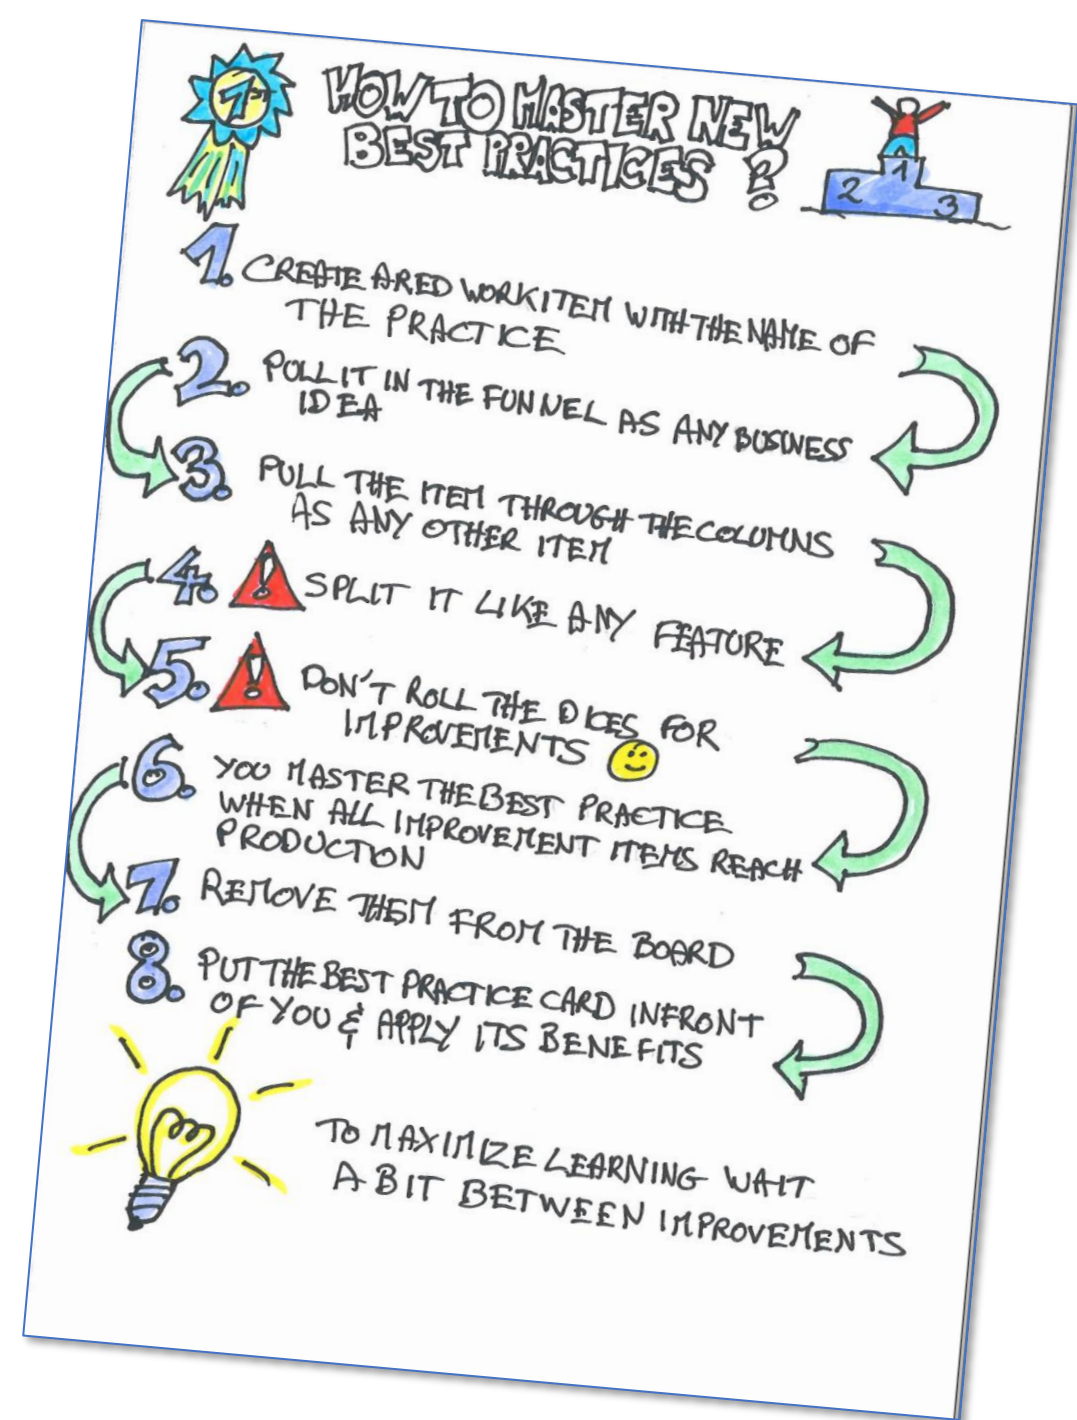 1st
HOW TO MASTER NEW
BEST PRACTICES ?
2 1 3
1. CREATE A RED WORKITEM WITH THE NAME OF
THE PRACTICE
2. PULL IT IN THE FUNNEL AS ANY BUSINESS
IDEA
3. PULL THE ITEM THROUGH THE COLUMNS
AS ANY OTHER ITEM
4. ! SPLIT IT LIKE ANY FEATURE
5. ! DON'T ROLL THE DICES FOR
IMPROVEMENTS
6. YOU MASTER THE BEST PRACTICE
WHEN ALL IMPROVEMENT ITEMS REACH
PRODUCTION
7. REMOVE THEM FROM THE BOARD
8. PUT THE BEST PRACTICE CARD INFRONT
OF YOU & APPLY ITS BENEFITS
TO MAXIMIZE LEARNING WAIT
A BIT BETWEEN IMPROVEMENTS